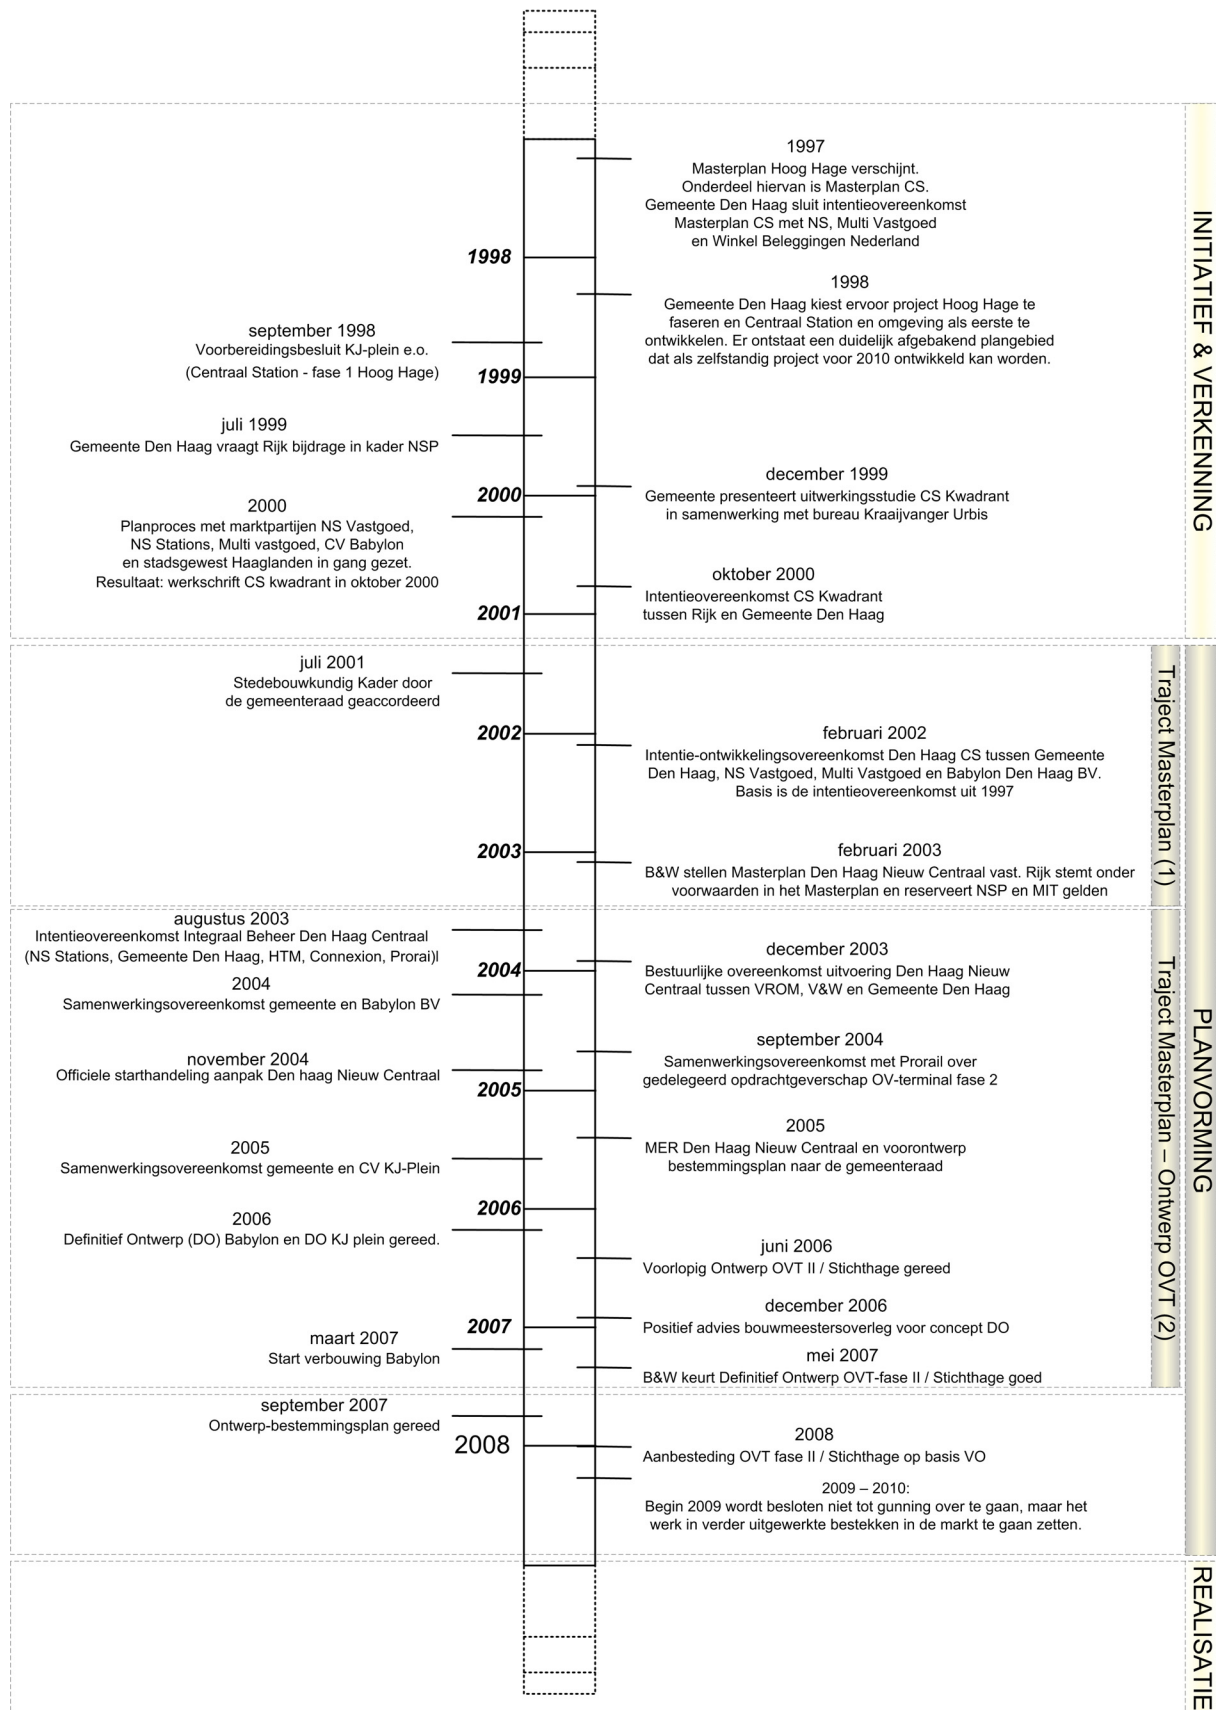 1997
Masterplan Hoog Hage verschijnt.
Onderdeel hiervan is Masterplan CS.
Gemeente Den Haag sluit intentieovereenkomst
Masterplan CS met NS, Multi Vastgoed
en Winkel Beleggingen Nederland
1998
1998
Gemeente Den Haag kiest ervoor project Hoog Hage te
faseren en Centraal Station en omgeving als eerste te
ontwikkelen. Er ontstaat een duidelijk afgebakend plangebied
dat als zelfstandig project voor 2010 ontwikkeld kan worden.
september 1998
Voorbereidingsbesluit KJ-plein e.o.
(Centraal Station - fase 1 Hoog Hage)
1999
juli 1999
Gemeente Den Haag vraagt Rijk bijdrage in kader NSP
december 1999
Gemeente presenteert uitwerkingsstudie CS Kwadrant
in samenwerking met bureau Kraaijvanger Urbis
2000
2000
Planproces met marktpartijen NS Vastgoed,
NS Stations, Multi vastgoed, CV Babylon
en stadsgewest Haaglanden in gang gezet.
Resultaat: werkschrift CS kwadrant in oktober 2000
oktober 2000
Intentieovereenkomst CS Kwadrant
tussen Rijk en Gemeente Den Haag
2001
INITIATIEF & VERKENNING
juli 2001
Stedebouwkundig Kader door
de gemeenteraad geaccordeerd
2002
februari 2002
Intentie-ontwikkelingsovereenkomst Den Haag CS tussen Gemeente
Den Haag, NS Vastgoed, Multi Vastgoed en Babylon Den Haag BV.
Basis is de intentieovereenkomst uit 1997
2003
februari 2003
B&W stellen Masterplan Den Haag Nieuw Centraal vast. Rijk stemt onder
voorwaarden in het Masterplan en reserveert NSP en MIT gelden
Traject Masterplan (1)
augustus 2003
Intentieovereenkomst Integraal Beheer Den Haag Centraal
(NS Stations, Gemeente Den Haag, HTM, Connexion, Prorai)l
december 2003
Bestuurlijke overeenkomst uitvoering Den Haag Nieuw
Centraal tussen VROM, V&W en Gemeente Den Haag
2004
2004
Samenwerkingsovereenkomst gemeente en Babylon BV
september 2004
Samenwerkingsovereenkomst met Prorail over
gedelegeerd opdrachtgeverschap OV-terminal fase 2
november 2004
Officiele starthandeling aanpak Den haag Nieuw Centraal
2005
2005
MER Den Haag Nieuw Centraal en voorontwerp
bestemmingsplan naar de gemeenteraad
2005
Samenwerkingsovereenkomst gemeente en CV KJ-Plein
2006
2006
Definitief Ontwerp (DO) Babylon en DO KJ plein gereed.
juni 2006
Voorlopig Ontwerp OVT II / Stichthage gereed
december 2006
Positief advies bouwmeestersoverleg voor concept DO
2007
maart 2007
Start verbouwing Babylon
mei 2007
B&W keurt Definitief Ontwerp OVT-fase II / Stichthage goed
Traject Masterplan – Ontwerp OVT (2)
PLANVORMING
september 2007
Ontwerp-bestemmingsplan gereed
2008
2008
Aanbesteding OVT fase II / Stichthage op basis VO
2009 – 2010:
Begin 2009 wordt besloten niet tot gunning over te gaan, maar het
werk in verder uitgewerkte bestekken in de markt te gaan zetten.
REALISATIE